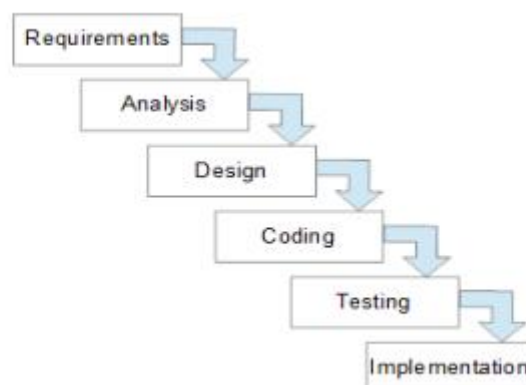 Requirements
Analysis
Design
Coding
Testing
Implementation